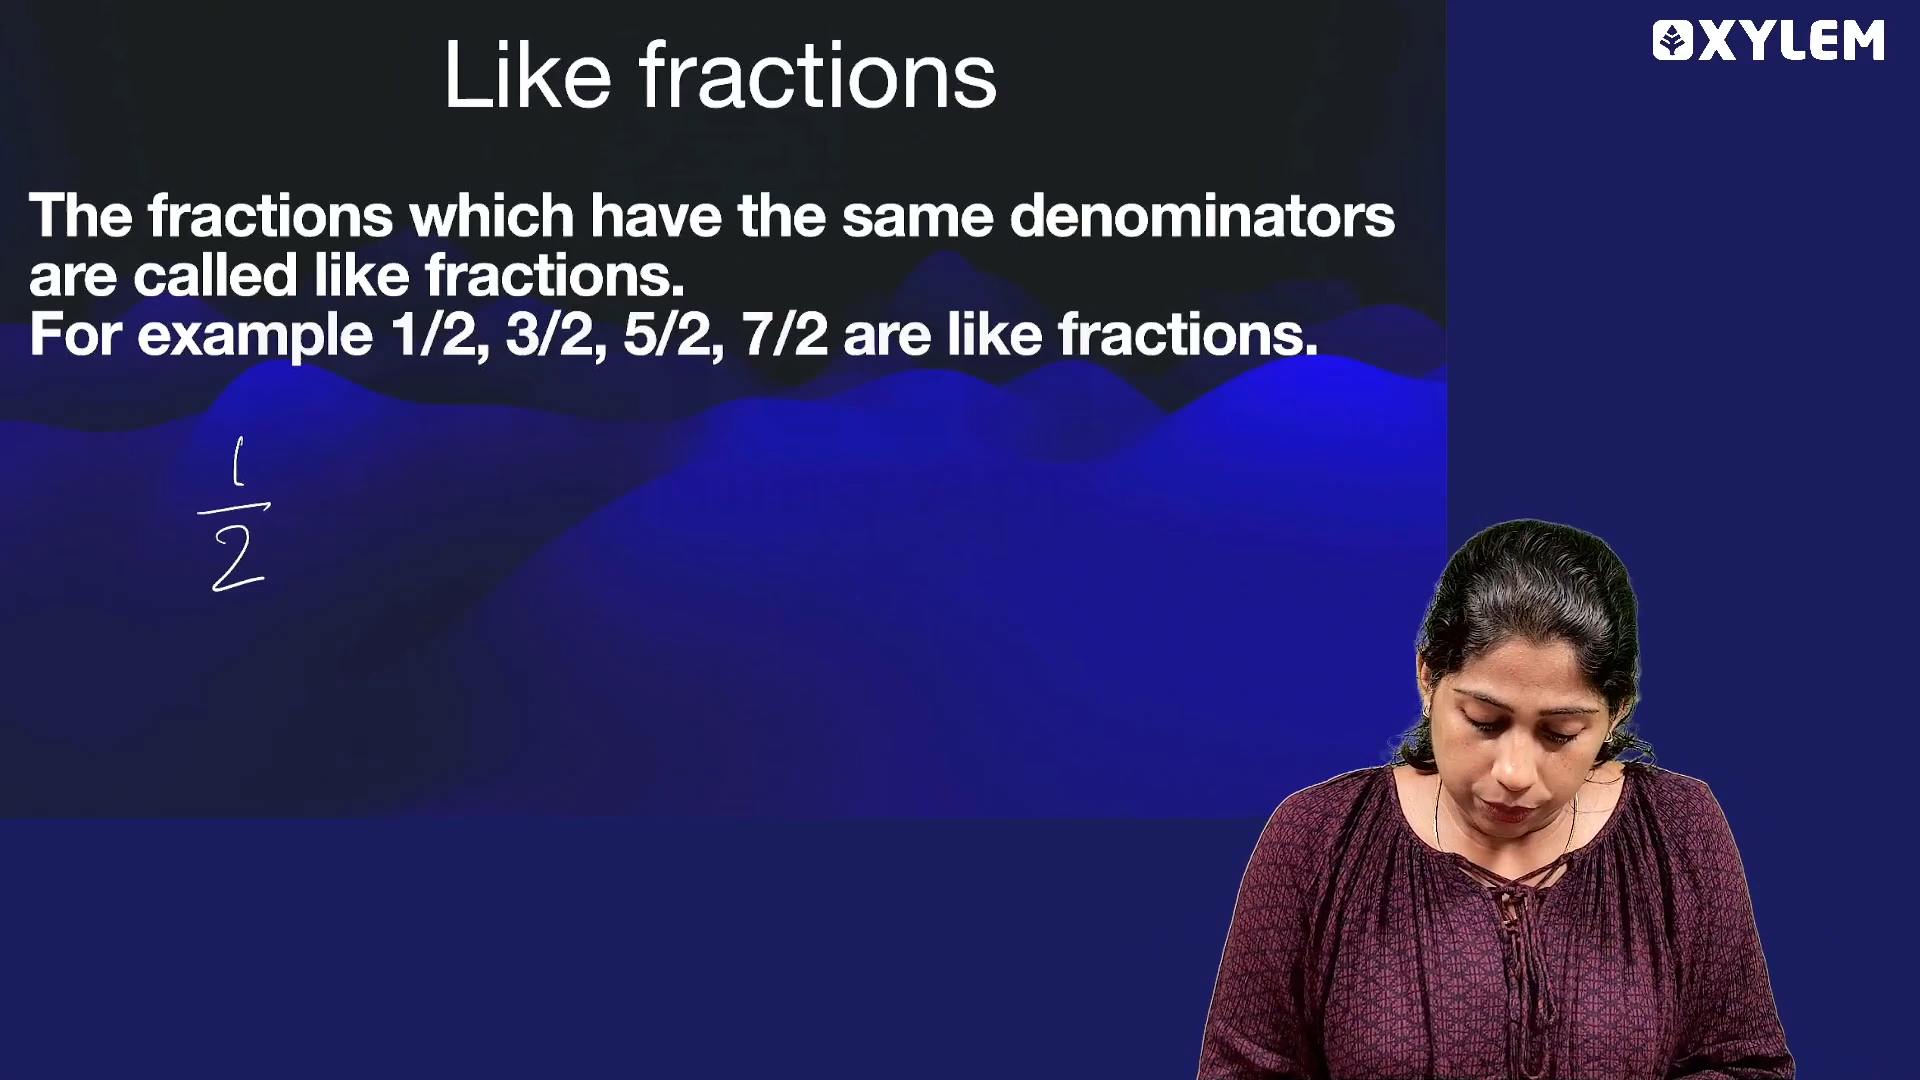 XYLEM
Like fractions
The fractions which have the same denominators
are called like fractions.
For example 1/2, 3/2, 5/2, 7/2 are like fractions.
1
2